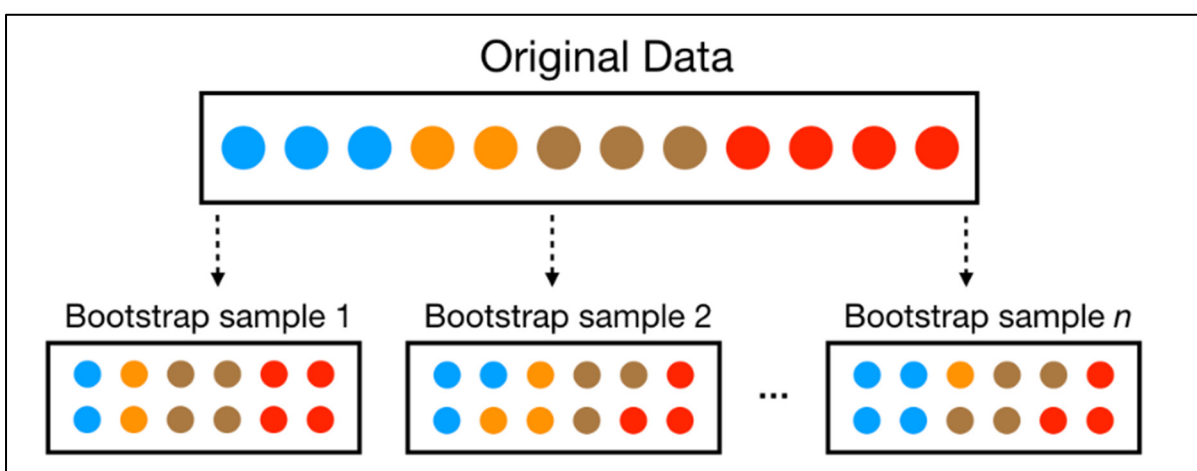 Original Data
Bootstrap sample 1
Bootstrap sample 2
Bootstrap sample n
...